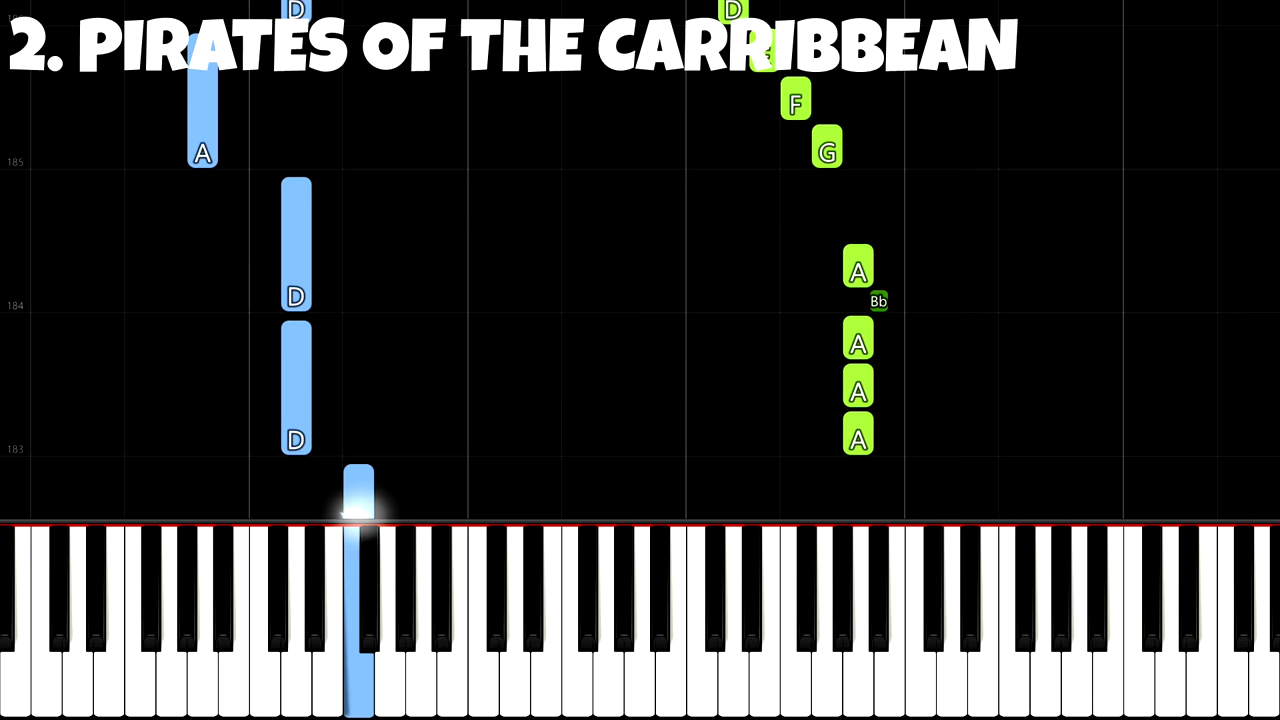 D D
2. PIRATES OF THE CARRIBBEAN
F
A G
185
A
D Bb
184
A
A
D A
183